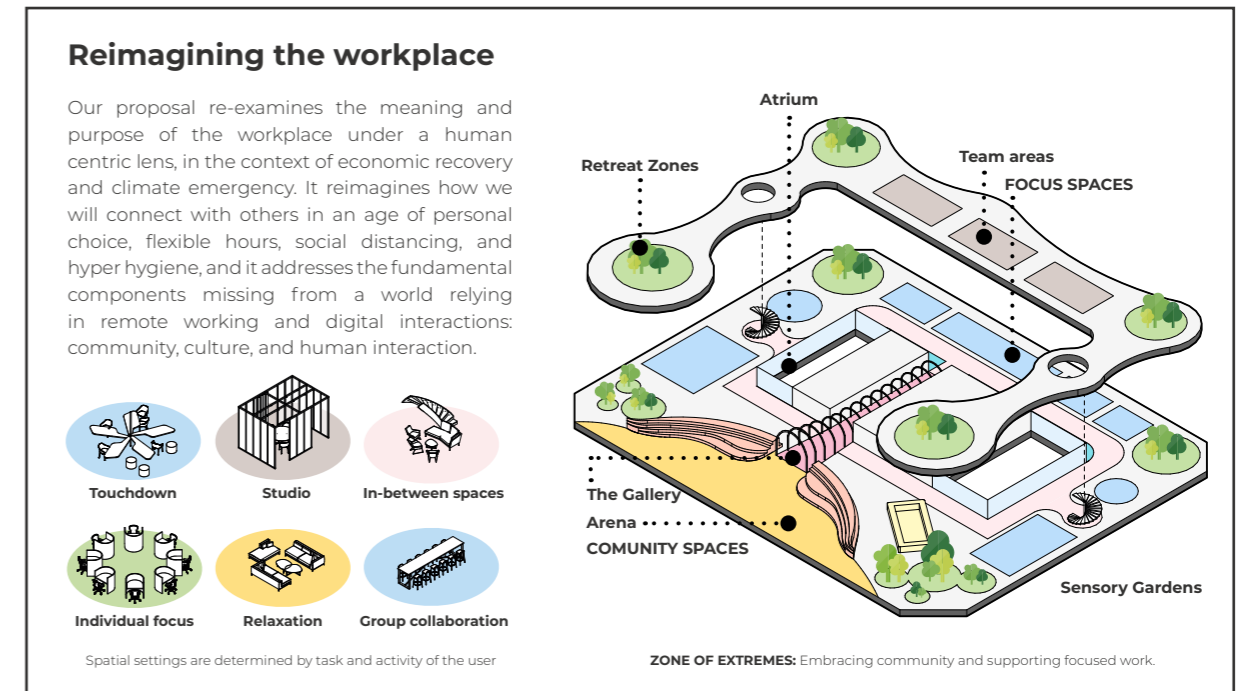 Reimagining the workplace
Our proposal re-examines the meaning and
purpose of the workplace under a human
centric lens, in the context of economic recovery
and climate emergency. It reimagines how we
will connect with others in an age of personal
choice, flexible hours, social distancing, and
hyper hygiene, and it addresses the fundamental
components missing from a world relying
in remote working and digital interactions:
community, culture, and human interaction.
Touchdown
Studio
In-between spaces
Individual focus
Relaxation
Group collaboration
Spatial settings are determined by task and activity of the user
Atrium
Retreat Zones
Team areas
FOCUS SPACES
The Gallery
Arena
COMUNITY SPACES
Sensory Gardens
ZONE OF EXTREMES: Embracing community and supporting focused work.